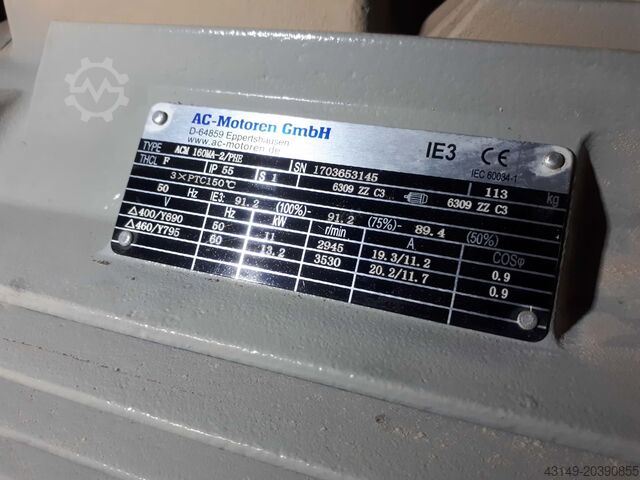 AC-Motoren GmbH
D-64859 Eppertshausen
www.ac-motoren.de
IE3 CE
IEC 60034-1
TYPE ACM 160MA-2/PHE SN 1703653145 113 kg
THCL F IP 55 S 1 6309 ZZ C3 6309 ZZ C3
3×PTC150℃
50 Hz IE3: 91.2 (100%)- 91.2 (75%)- 89.4 (50%)
V Hz kW r/min A COSφ
△400/Y690 50 11 2945 19.3/11.2 0.9
△460/Y795 60 13.2 3530 20.2/11.7 0.9
43149-20390855